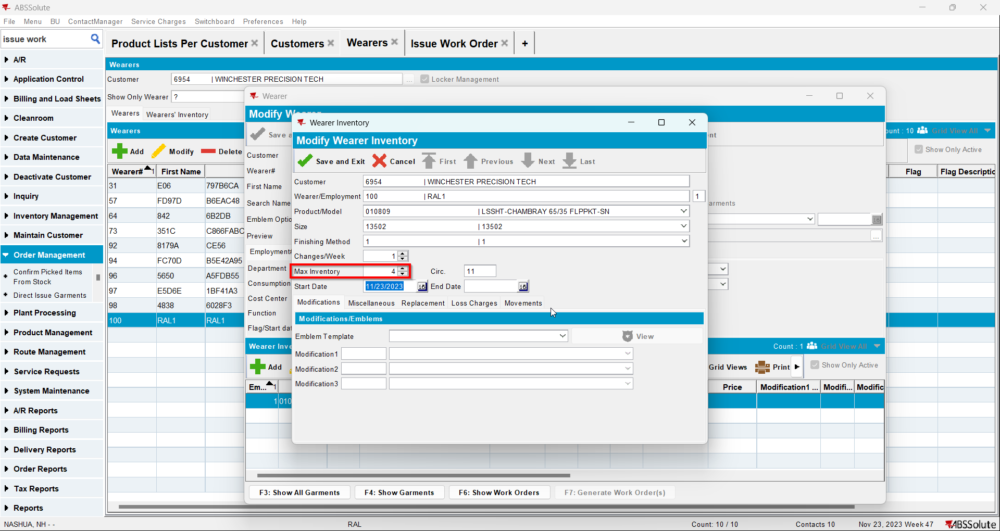 ABSSolute
File Menu BU ContactManager Service Charges Switchboard Preferences Help
issue work
Product Lists Per Customer
Customers
Wearers
Issue Work Order
+
A/R
Application Control
Billing and Load Sheets
Cleanroom
Create Customer
Data Maintenance
Deactivate Customer
Inquiry
Inventory Management
Maintain Customer
Order Management
Confirm Picked Items
From Stock
Direct Issue Garments
Plant Processing
Product Management
Route Management
Service Requests
System Maintenance
A/R Reports
Billing Reports
Delivery Reports
Order Reports
Tax Reports
Reports
Wearers
Customer 6954 | WINCHESTER PRECISION TECH ... Locker Management
Show Only Wearer ?
Wearers Wearers' Inventory
Wearers
Add Modify Delete
Wearer# 1 First Name
31 E06 797B6CA
57 FD97D B6EAC48
64 842 6B2DB
73 351C C866FABC
92 8179A CE56
94 FC70D B5E42A95
96 5650 A5FDB55
97 E5D6E 1BF41A3
98 4838 6028F3
100 RAL1 RAL1
ount : 10 Grid View All
Show Only Active
Flag Flag Descriptic
Wearer
Modify Wearer
Save a
nt
Customer
Wearer#
First Name
Search Name
arments
Emblem Optio
16
Preview
...
Employment#
Department
Consumption
Cost Center
Function
Flag/Start dat
Wearer Inve
Count : 1 Grid View All
Add
Grid Views Print Show Only Active
Em... 1 Price Modification1 ... Modifi... Modific
1 010
F3: Show All Garments F4: Show Garments F6: Show Work Orders F7: Generate Work Order(s)
Wearer Inventory
Modify Wearer Inventory
Save and Exit Cancel First Previous Next Last
Customer 6954 | WINCHESTER PRECISION TECH
Wearer/Employment 100 | RAL1 1
Product/Model 010809 | LSSHT-CHAMBRAY 65/35 FLPPKT-SN
Size 13502 | 13502
Finishing Method 1 | 1
Changes/Week 1
Max Inventory 4 Circ. 11
Start Date 11/23/2023 16 End Date 16
Modifications Miscellaneous Replacement Loss Charges Movements
Modifications/Emblems
Emblem Template View
Modification1
Modification2
Modification3
NASHUA, NH - - RAL Count: 10 / 10 Contacts 10 Nov 23, 2023 Week 47 ABSSolute